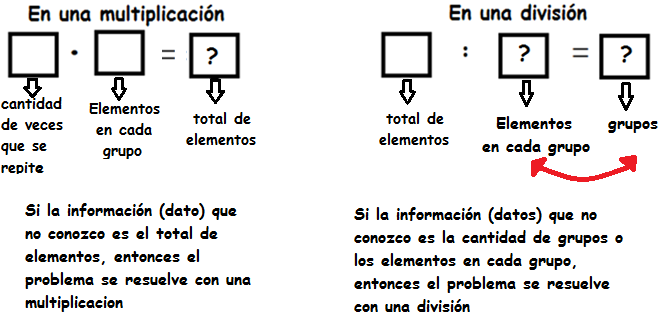 En una multiplicación
· = ?
cantidad
de veces
que se
repite
Elementos
en cada
grupo
total de
elementos
Si la información (dato) que
no conozco es el total de
elementos, entonces el
problema se resuelve con una
multiplicacion
En una división
: ? = ?
total de
elementos
Elementos
en cada grupo
grupos
Si la información (datos) que no
conozco es la cantidad de grupos o
los elementos en cada grupo,
entonces el problema se resuelve
con una división